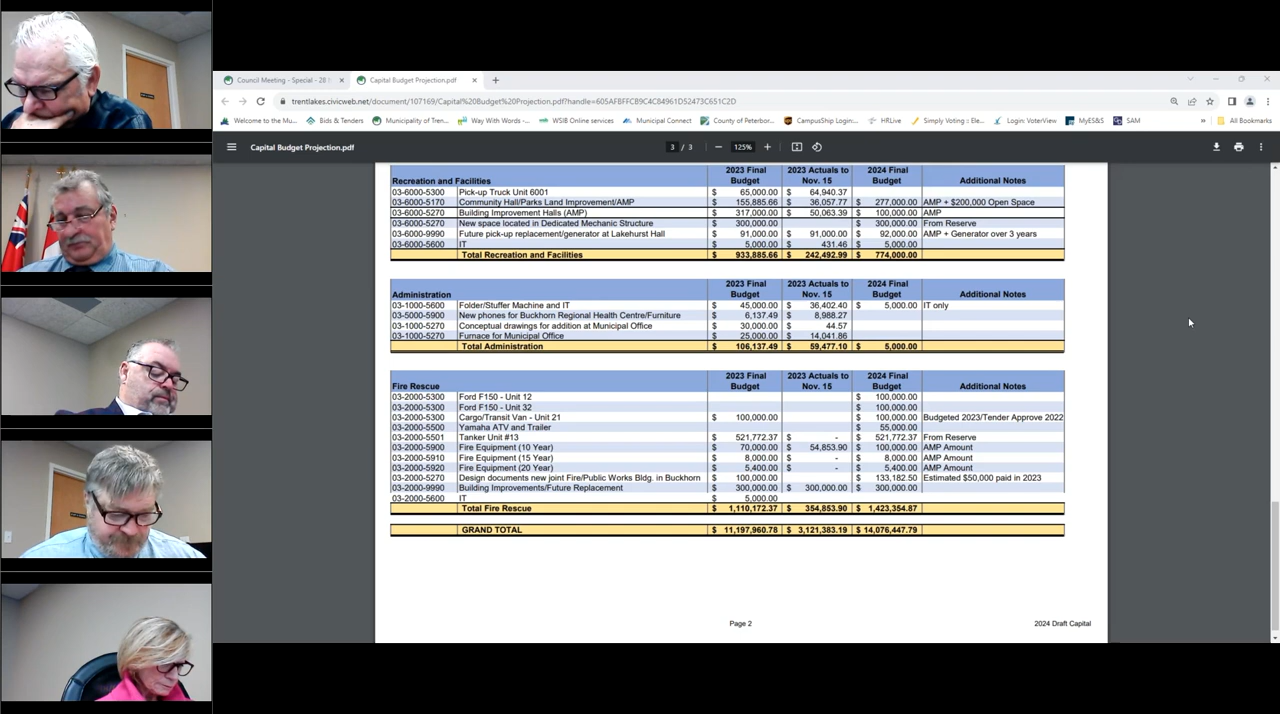 Council Meeting - Special - 28 N
Capital Budget Projection.pdf
trentlakes.civicweb.net/document/107169/Capital%20Budget%20Projection.pdf?handle=605AFBFFCB9C4C84961D52473C651C2D
Welcome to the Mu... Bids & Tenders Municipality of Tren... Way With Words -... WSIB Online services Municipal Connect County of Peterbor... CampusShip Login:... HRLive Simply Voting :: Ele... Login: VoterView MyES&S SAM » All Bookmarks
Capital Budget Projection.pdf 3 / 3 — 125% +
Recreation and Facilities 2023 Final Budget 2023 Actuals to Nov. 15 2024 Final Budget Additional Notes
03-6000-5300 Pick-up Truck Unit 6001 $ 65,000.00 $ 64,940.37
03-6000-5170 Community Hall/Parks Land Improvement/AMP $ 155,885.66 $ 36,057.77 $ 277,000.00 AMP + $200,000 Open Space
03-6000-5270 Building Improvement Halls (AMP) $ 317,000.00 $ 50,063.39 $ 100,000.00 AMP
03-6000-5270 New space located in Dedicated Mechanic Structure $ 300,000.00 $ 300,000.00 From Reserve
03-6000-9990 Future pick-up replacement/generator at Lakehurst Hall $ 91,000.00 $ 91,000.00 $ 92,000.00 AMP + Generator over 3 years
03-6000-5600 IT $ 5,000.00 $ 431.46 $ 5,000.00
Total Recreation and Facilities $ 933,885.66 $ 242,492.99 $ 774,000.00
Administration 2023 Final Budget 2023 Actuals to Nov. 15 2024 Final Budget Additional Notes
03-1000-5600 Folder/Stuffer Machine and IT $ 45,000.00 $ 36,402.40 $ 5,000.00 IT only
03-5000-5900 New phones for Buckhorn Regional Health Centre/Furniture $ 6,137.49 $ 8,988.27
03-1000-5270 Conceptual drawings for addition at Municipal Office $ 30,000.00 $ 44.57
03-1000-5270 Furnace for Municipal Office $ 25,000.00 $ 14,041.86
Total Administration $ 106,137.49 $ 59,477.10 $ 5,000.00
Fire Rescue 2023 Final Budget 2023 Actuals to Nov. 15 2024 Final Budget Additional Notes
03-2000-5300 Ford F150 - Unit 12 $ 100,000.00
03-2000-5300 Ford F150 - Unit 32 $ 100,000.00
03-2000-5300 Cargo/Transit Van - Unit 21 $ 100,000.00 $ 100,000.00 Budgeted 2023/Tender Approve 2022
03-2000-5500 Yamaha ATV and Trailer $ 55,000.00
03-2000-5501 Tanker Unit #13 $ 521,772.37 $ - $ 521,772.37 From Reserve
03-2000-5900 Fire Equipment (10 Year) $ 70,000.00 $ 54,853.90 $ 100,000.00 AMP Amount
03-2000-5910 Fire Equipment (15 Year) $ 8,000.00 $ - $ 8,000.00 AMP Amount
03-2000-5920 Fire Equipment (20 Year) $ 5,400.00 $ - $ 5,400.00 AMP Amount
03-2000-5270 Design documents new joint Fire/Public Works Bldg. in Buckhorn $ 100,000.00 $ 133,182.50 Estimated $50,000 paid in 2023
03-2000-9990 Building Improvements/Future Replacement $ 300,000.00 $ 300,000.00 $ 300,000.00
03-2000-5600 IT $ 5,000.00
Total Fire Rescue $ 1,110,172.37 $ 354,853.90 $ 1,423,354.87
GRAND TOTAL $ 11,197,960.78 $ 3,121,383.19 $ 14,076,447.79
Page 2 2024 Draft Capital